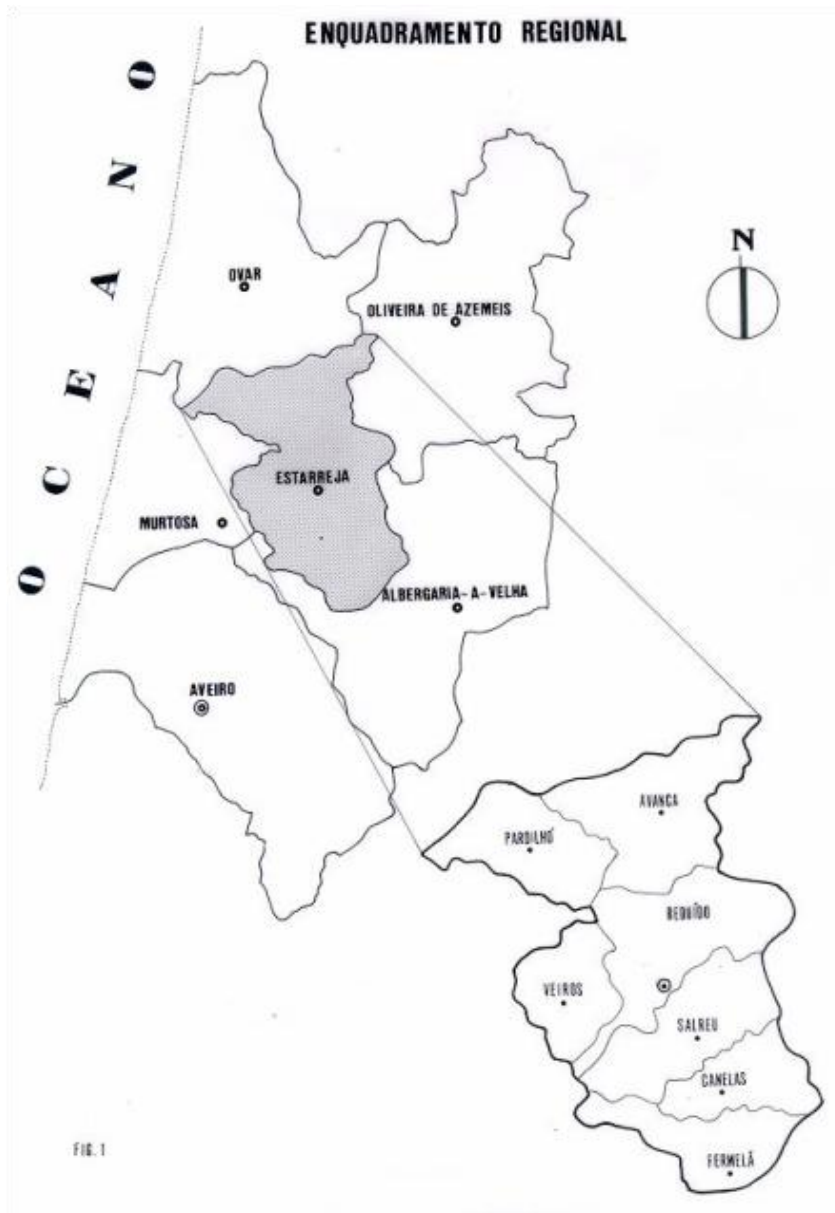 ENQUADRAMENTO REGIONAL
OCEANO
N
OVAR
OLIVEIRA DE AZEMEIS
ESTARREJA
MURTOSA
ALBERGARIA-A-VELHA
AVEIRO
AVANCA
PARDILHÓ
BEDUÍDO
VEIROS
SALREU
CANELAS
FERMELÃ
FIG. 1